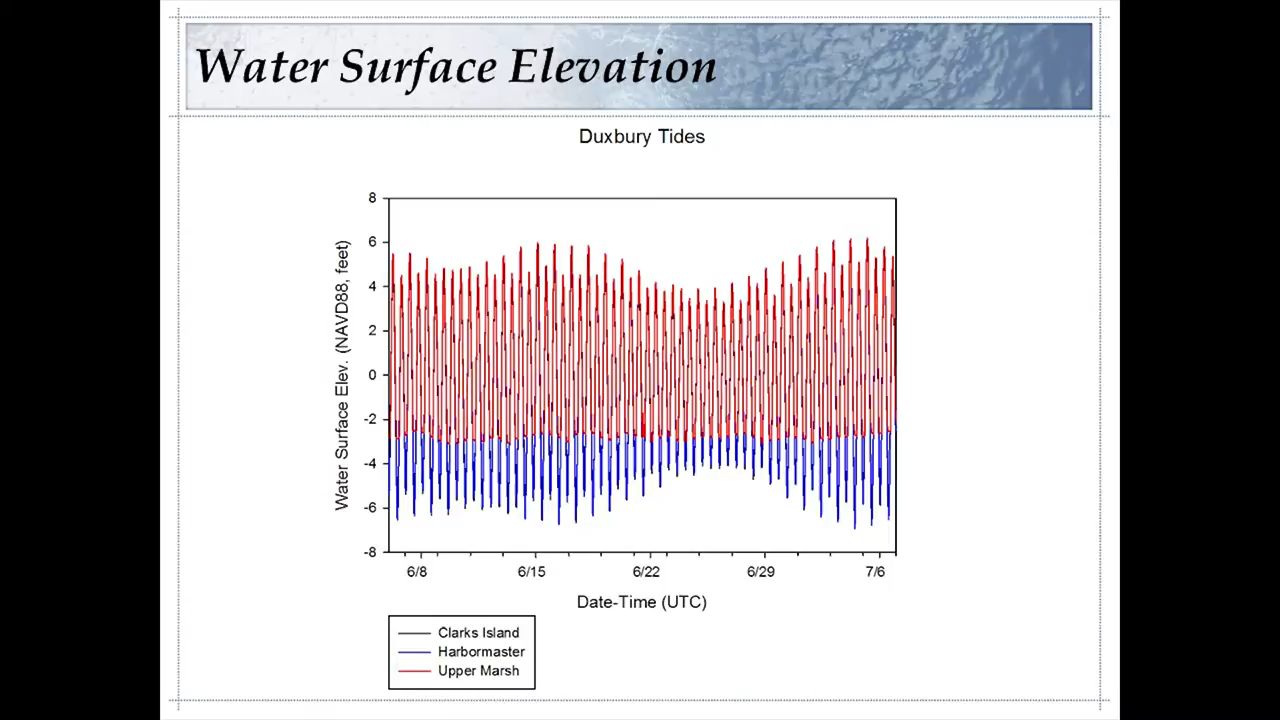 Water Surface Elevation
Duxbury Tides
Water Surface Elev. (NAVD88, feet)
8
6
4
2
0
-2
-4
-6
-8
6/8 6/15 6/22 6/29 7/6
Date-Time (UTC)
Clarks Island
Harbormaster
Upper Marsh